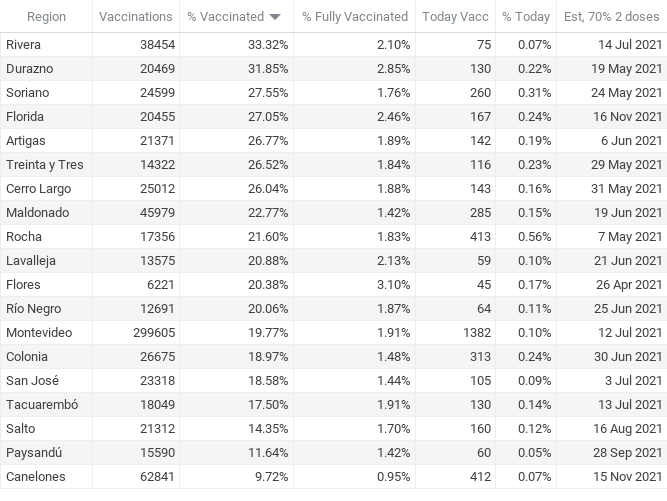 Region Vaccinations % Vaccinated % Fully Vaccinated Today Vacc % Today Est, 70% 2 doses
Rivera 38454 33.32% 2.10% 75 0.07% 14 Jul 2021
Durazno 20469 31.85% 2.85% 130 0.22% 19 May 2021
Soriano 24599 27.55% 1.76% 260 0.31% 24 May 2021
Florida 20455 27.05% 2.46% 167 0.24% 16 Nov 2021
Artigas 21371 26.77% 1.89% 142 0.19% 6 Jun 2021
Treinta y Tres 14322 26.52% 1.84% 116 0.23% 29 May 2021
Cerro Largo 25012 26.04% 1.88% 143 0.16% 31 May 2021
Maldonado 45979 22.77% 1.42% 285 0.15% 19 Jun 2021
Rocha 17356 21.60% 1.83% 413 0.56% 7 May 2021
Lavalleja 13575 20.88% 2.13% 59 0.10% 21 Jun 2021
Flores 6221 20.38% 3.10% 45 0.17% 26 Apr 2021
Río Negro 12691 20.06% 1.87% 64 0.11% 25 Jun 2021
Montevideo 299605 19.77% 1.91% 1382 0.10% 12 Jul 2021
Colonia 26675 18.97% 1.48% 313 0.24% 30 Jun 2021
San José 23318 18.58% 1.44% 105 0.09% 3 Jul 2021
Tacuarembó 18049 17.50% 1.91% 130 0.14% 13 Jul 2021
Salto 21312 14.35% 1.70% 160 0.12% 16 Aug 2021
Paysandú 15590 11.64% 1.42% 60 0.05% 28 Sep 2021
Canelones 62841 9.72% 0.95% 412 0.07% 15 Nov 2021